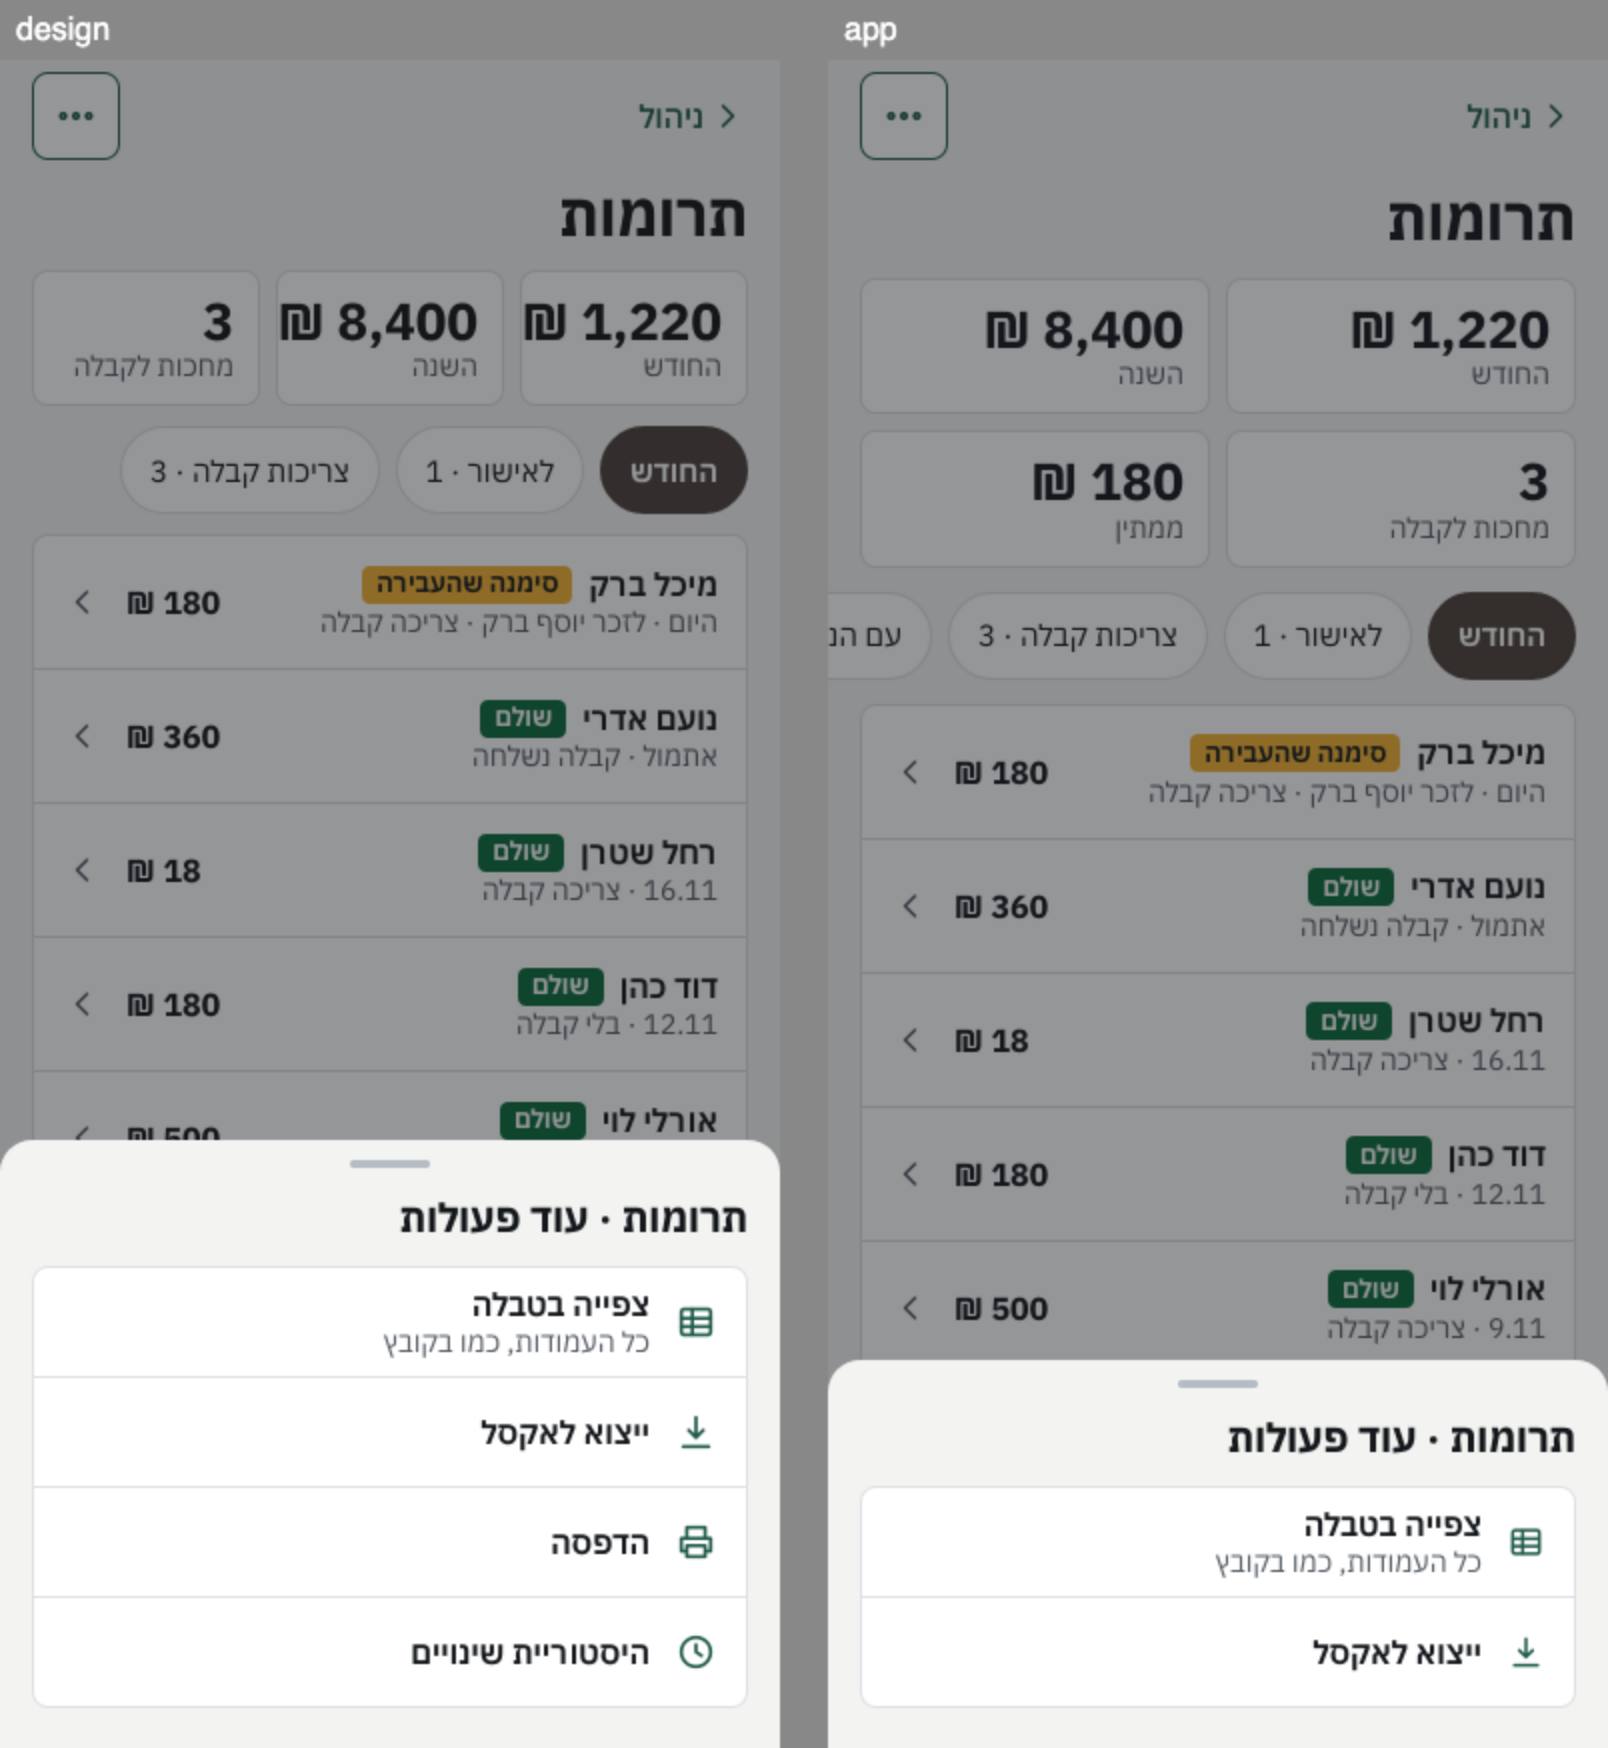 design
ניהול
תרומות
1,220 ₪
החודש
8,400 ₪
השנה
3
מחכות לקבלה
החודש
לאישור · 1
צריכות קבלה · 3
מיכל ברק סימנה שהעבירה
היום · לזכר יוסף ברק · צריכה קבלה
180 ₪
נועם אדרי שולם
אתמול · קבלה נשלחה
360 ₪
רחל שטרן שולם
16.11 · צריכה קבלה
18 ₪
דוד כהן שולם
12.11 · בלי קבלה
180 ₪
אורלי לוי שולם
500 ₪
תרומות · עוד פעולות
צפייה בטבלה
כל העמודות, כמו בקובץ
ייצוא לאקסל
הדפסה
היסטוריית שינויים
app
ניהול
תרומות
1,220 ₪
החודש
8,400 ₪
השנה
3
מחכות לקבלה
180 ₪
ממתין
החודש
לאישור · 1
צריכות קבלה · 3
עם
מיכל ברק סימנה שהעבירה
היום · לזכר יוסף ברק · צריכה קבלה
180 ₪
נועם אדרי שולם
אתמול · קבלה נשלחה
360 ₪
רחל שטרן שולם
16.11 · צריכה קבלה
18 ₪
דוד כהן שולם
12.11 · בלי קבלה
180 ₪
אורלי לוי שולם
9.11 · צריכה קבלה
500 ₪
תרומות · עוד פעולות
צפייה בטבלה
כל העמודות, כמו בקובץ
ייצוא לאקסל